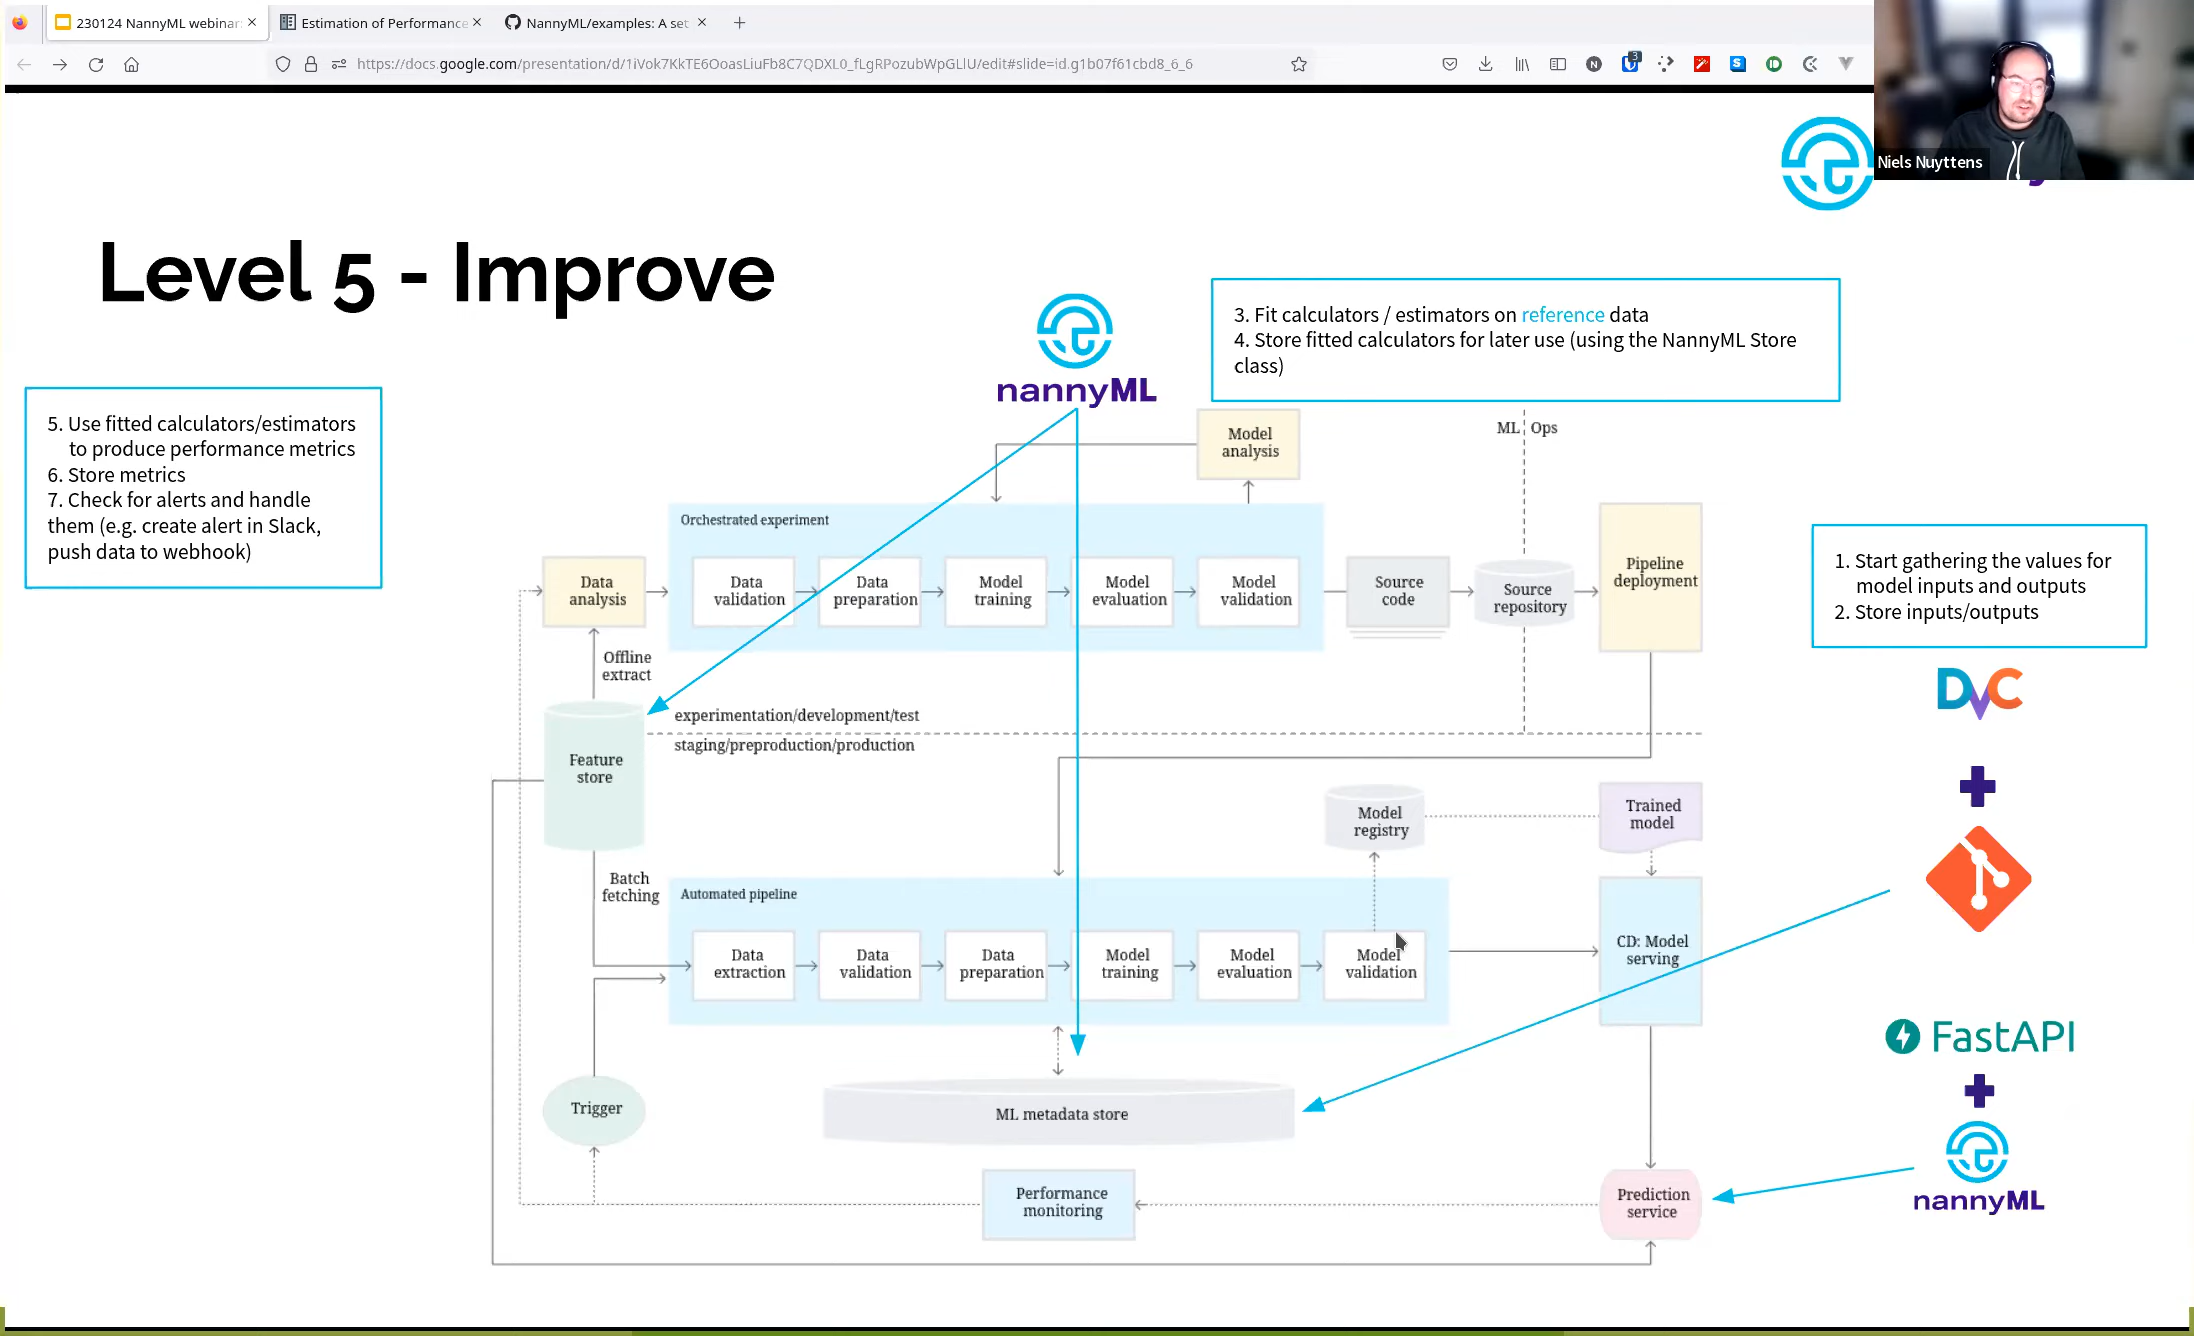 230124 NannyML webinar
Estimation of Performance
NannyML/examples: A set
https://docs.google.com/presentation/d/1iVok7KkTE6OoasLiuFb8C7QDXL0_fLgRPozubWpGLlU/edit#slide=id.g1b07f61cbd8_6_6
3
Niels Nuyttens
Level 5 - Improve
nannyML
3. Fit calculators / estimators on reference data
4. Store fitted calculators for later use (using the NannyML Store
class)
5. Use fitted calculators/estimators
to produce performance metrics
6. Store metrics
7. Check for alerts and handle
them (e.g. create alert in Slack,
push data to webhook)
Model
analysis
ML
Ops
Orchestrated experiment
Data
analysis
Data
validation
Data
preparation
Model
training
Model
evaluation
Model
validation
Source
code
Source
repository
Pipeline
deployment
1. Start gathering the values for
model inputs and outputs
2. Store inputs/outputs
Offline
extract
DVC
experimentation/development/test
staging/preproduction/production
Feature
store
Model
registry
Trained
model
Batch
fetching
Automated pipeline
Data
extraction
Data
validation
Data
preparation
Model
training
Model
evaluation
Model
validation
CD: Model
serving
FastAPI
Trigger
ML metadata store
Performance
monitoring
Prediction
service
nannyML